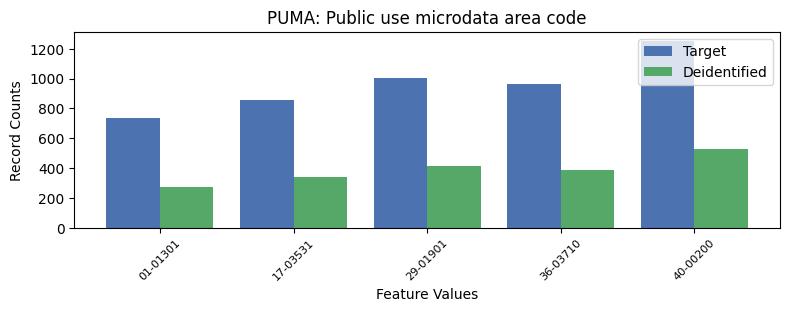 PUMA: Public use microdata area code
Target
Deidentified
Record Counts
1200
1000
800
600
400
200
0
01-01301
17-03531
29-01901
36-03710
40-00200
Feature Values